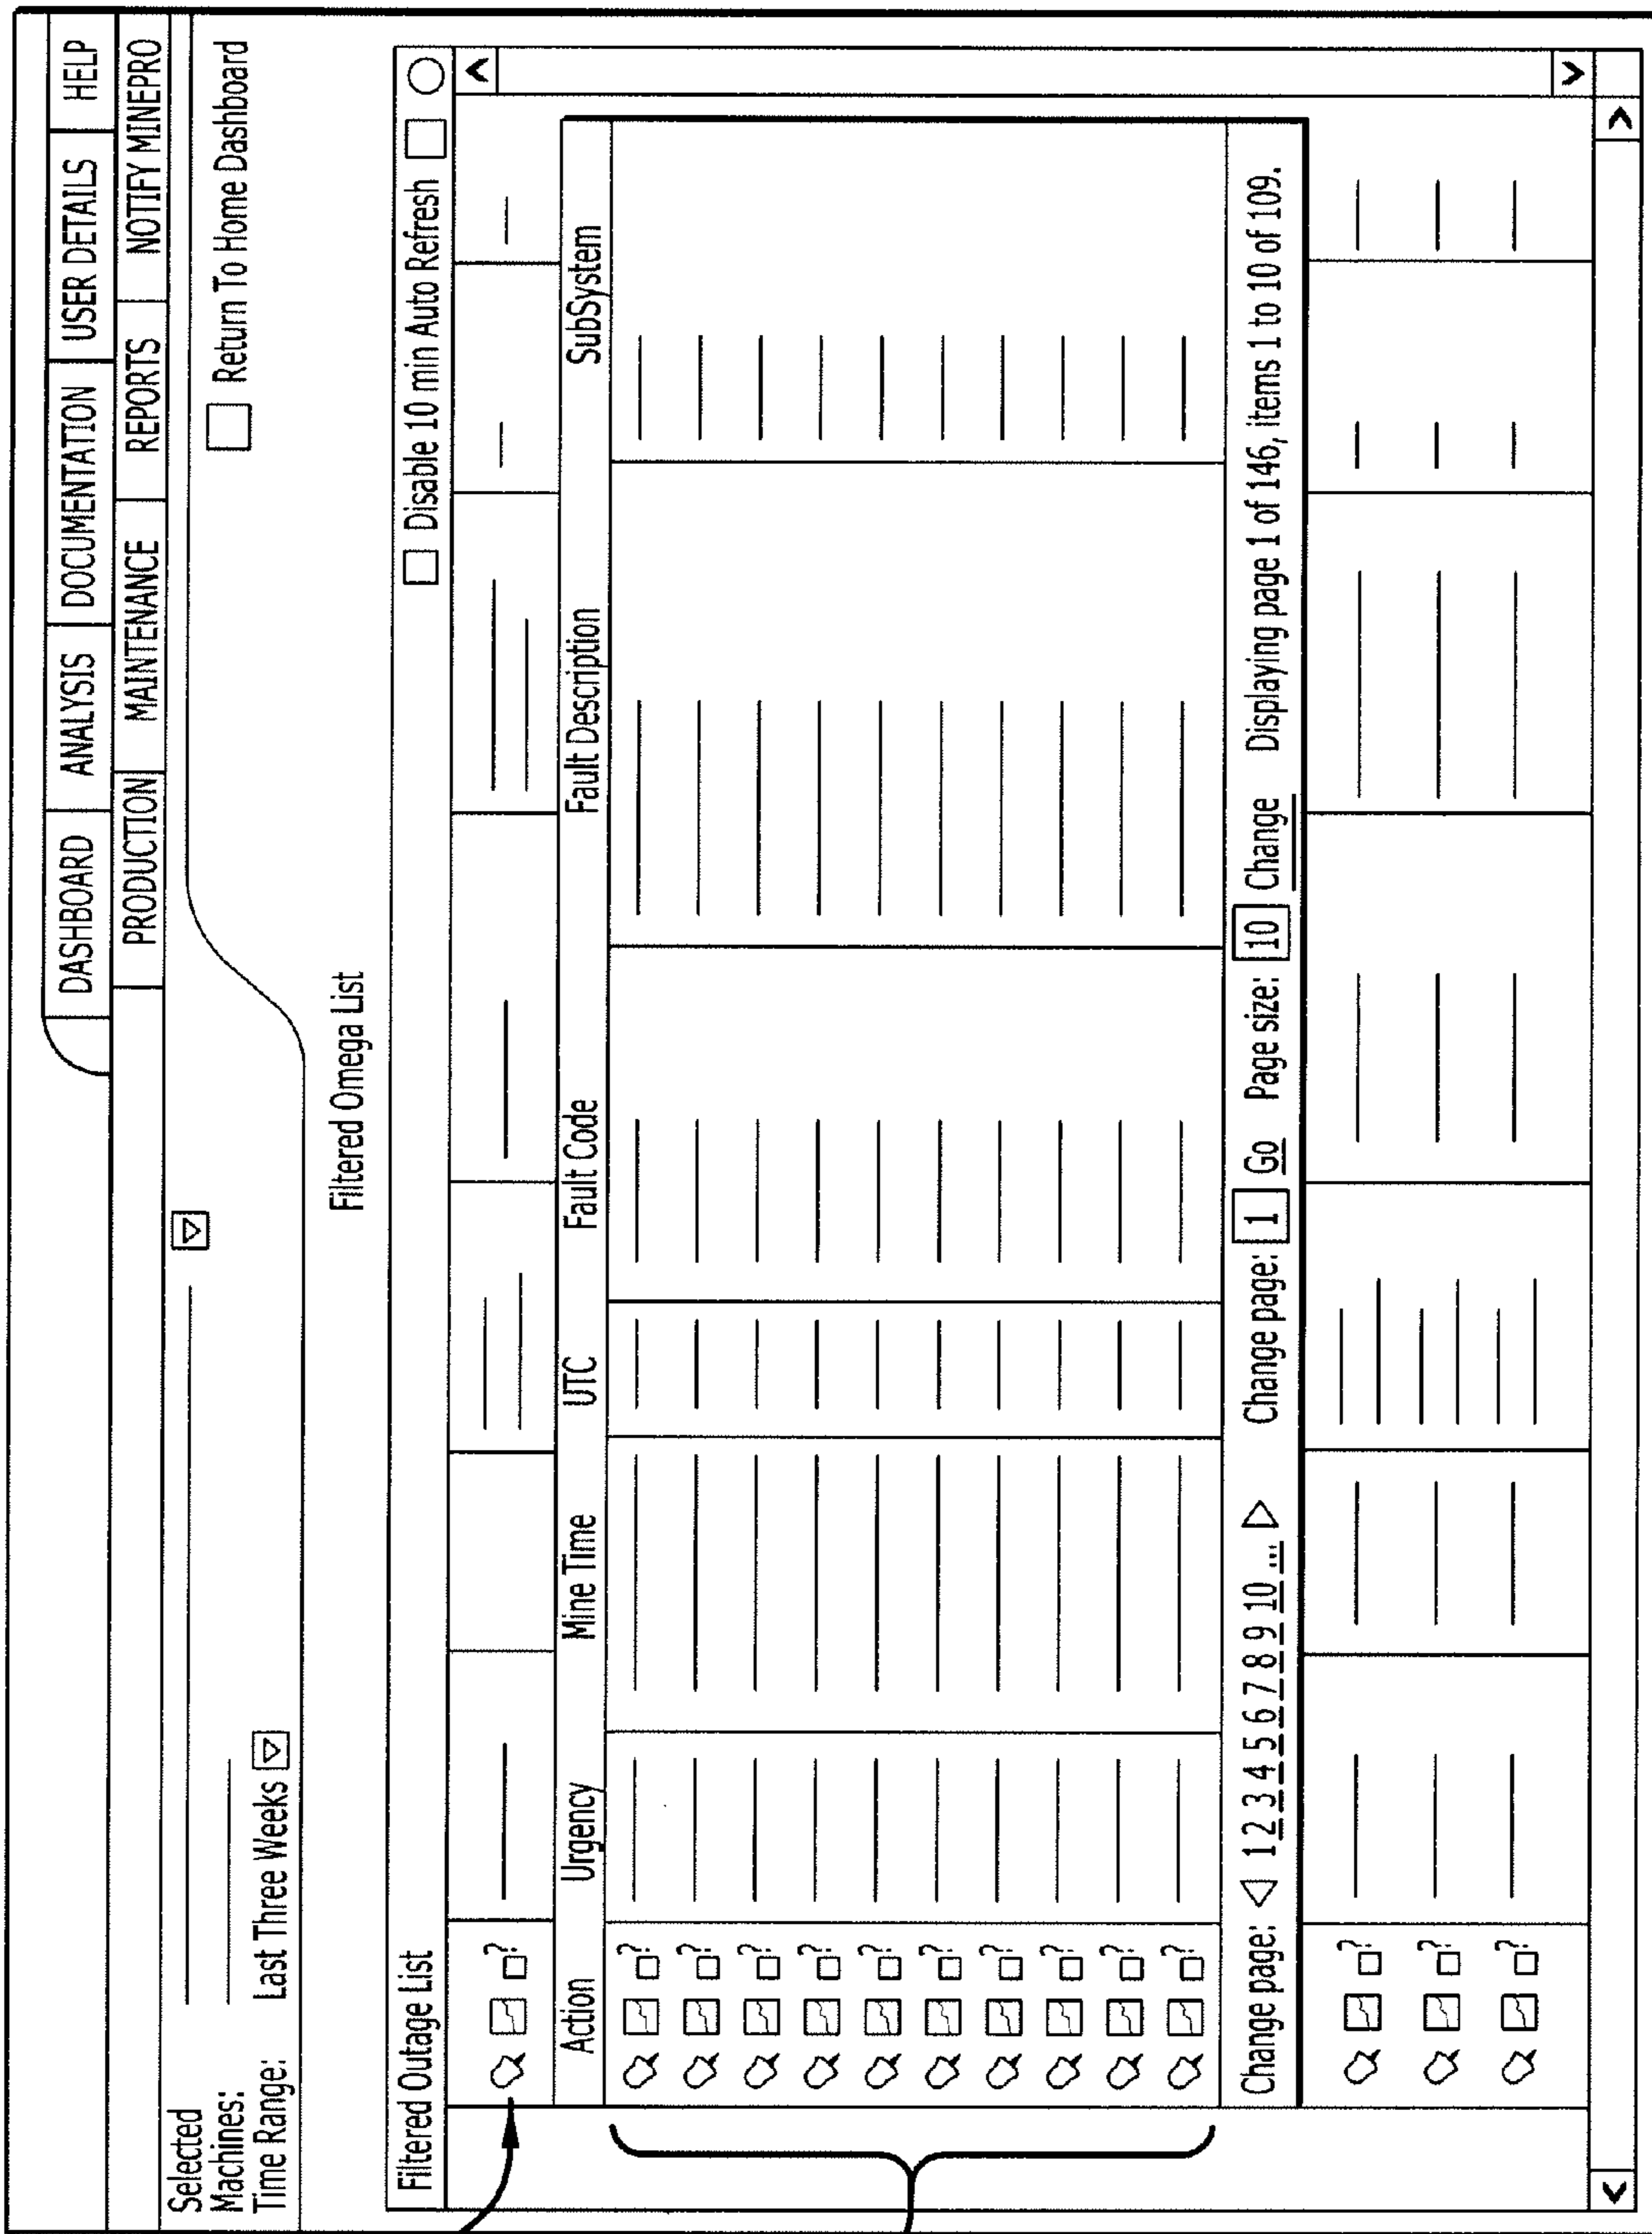 DASHBOARD ANALYSIS DOCUMENTATION USER DETAILS HELP
PRODUCTION MAINTENANCE REPORTS NOTIFY MINEPRO
Selected
Machines:
Time Range: Last Three Weeks
Return To Home Dashboard
Filtered Omega List
Filtered Outage List Disable 10 min Auto Refresh
?
Action Urgency Mine Time UTC Fault Code Fault Description SubSystem
?
?
?
?
?
?
?
?
?
?
Change page: 1 2 3 4 5 6 7 8 9 10 ... Change page: 1 Go Page size: 10 Change Displaying page 1 of 146, items 1 to 10 of 109.
?
?
?